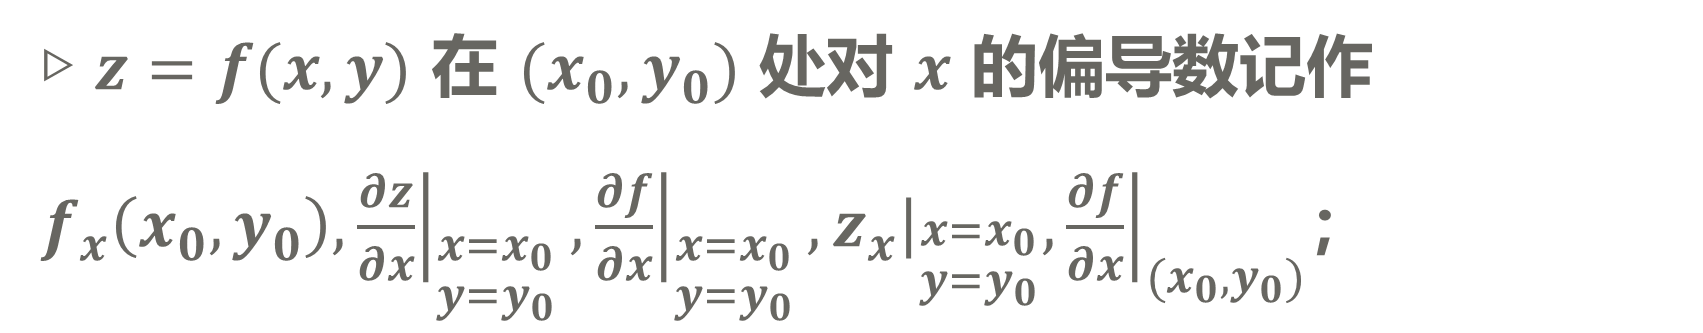 ▷ z = f(x, y) 在 (x₀, y₀) 处对 x 的偏导数记作
fₓ(x₀, y₀), ∂z/∂x|ₓ₌ₓ₀, y=y₀ , ∂f/∂x|ₓ₌ₓ₀, y=y₀ , zₓ|ₓ₌ₓ₀, y=y₀, ∂f/∂x|(x₀,y₀) ;